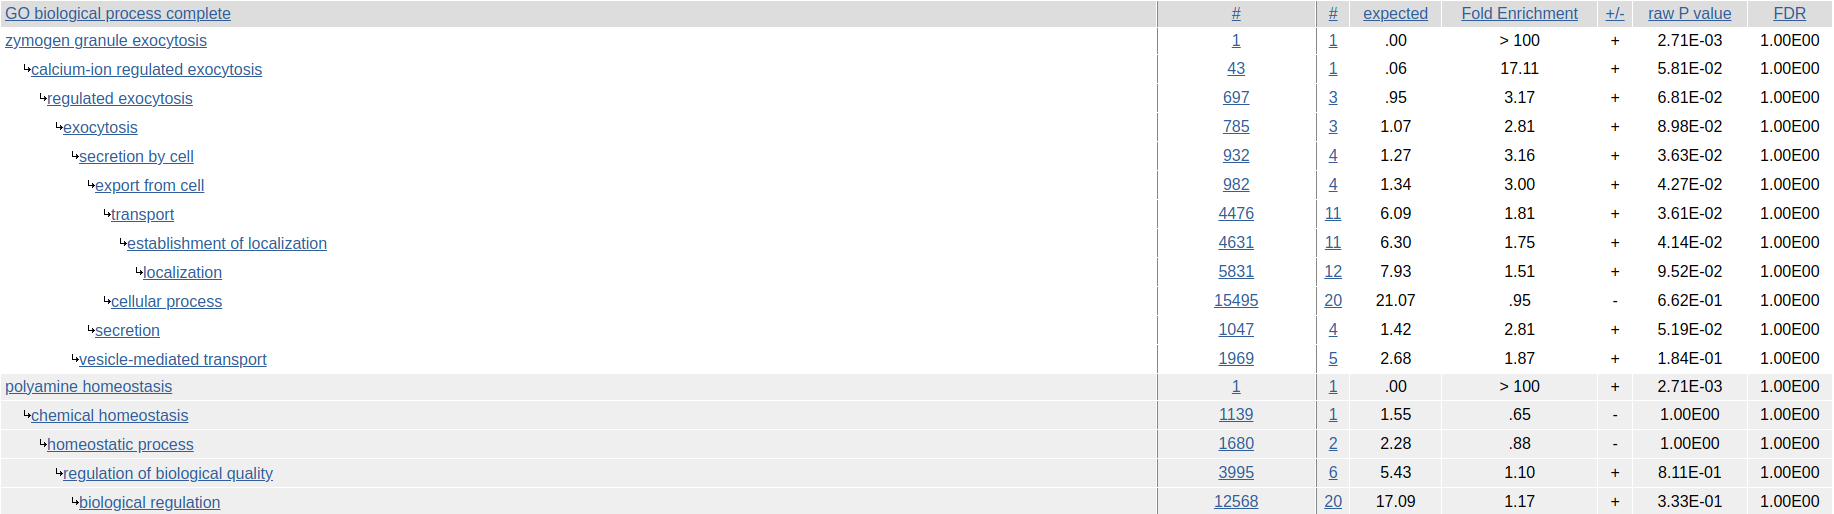 GO biological process complete # # expected Fold Enrichment +/- raw P value FDR
zymogen granule exocytosis 1 1 .00 > 100 + 2.71E-03 1.00E00
calcium-ion regulated exocytosis 43 1 .06 17.11 + 5.81E-02 1.00E00
regulated exocytosis 697 3 .95 3.17 + 6.81E-02 1.00E00
exocytosis 785 3 1.07 2.81 + 8.98E-02 1.00E00
secretion by cell 932 4 1.27 3.16 + 3.63E-02 1.00E00
export from cell 982 4 1.34 3.00 + 4.27E-02 1.00E00
transport 4476 11 6.09 1.81 + 3.61E-02 1.00E00
establishment of localization 4631 11 6.30 1.75 + 4.14E-02 1.00E00
localization 5831 12 7.93 1.51 + 9.52E-02 1.00E00
cellular process 15495 20 21.07 .95 - 6.62E-01 1.00E00
secretion 1047 4 1.42 2.81 + 5.19E-02 1.00E00
vesicle-mediated transport 1969 5 2.68 1.87 + 1.84E-01 1.00E00
polyamine homeostasis 1 1 .00 > 100 + 2.71E-03 1.00E00
chemical homeostasis 1139 1 1.55 .65 - 1.00E00 1.00E00
homeostatic process 1680 2 2.28 .88 - 1.00E00 1.00E00
regulation of biological quality 3995 6 5.43 1.10 + 8.11E-01 1.00E00
biological regulation 12568 20 17.09 1.17 + 3.33E-01 1.00E00